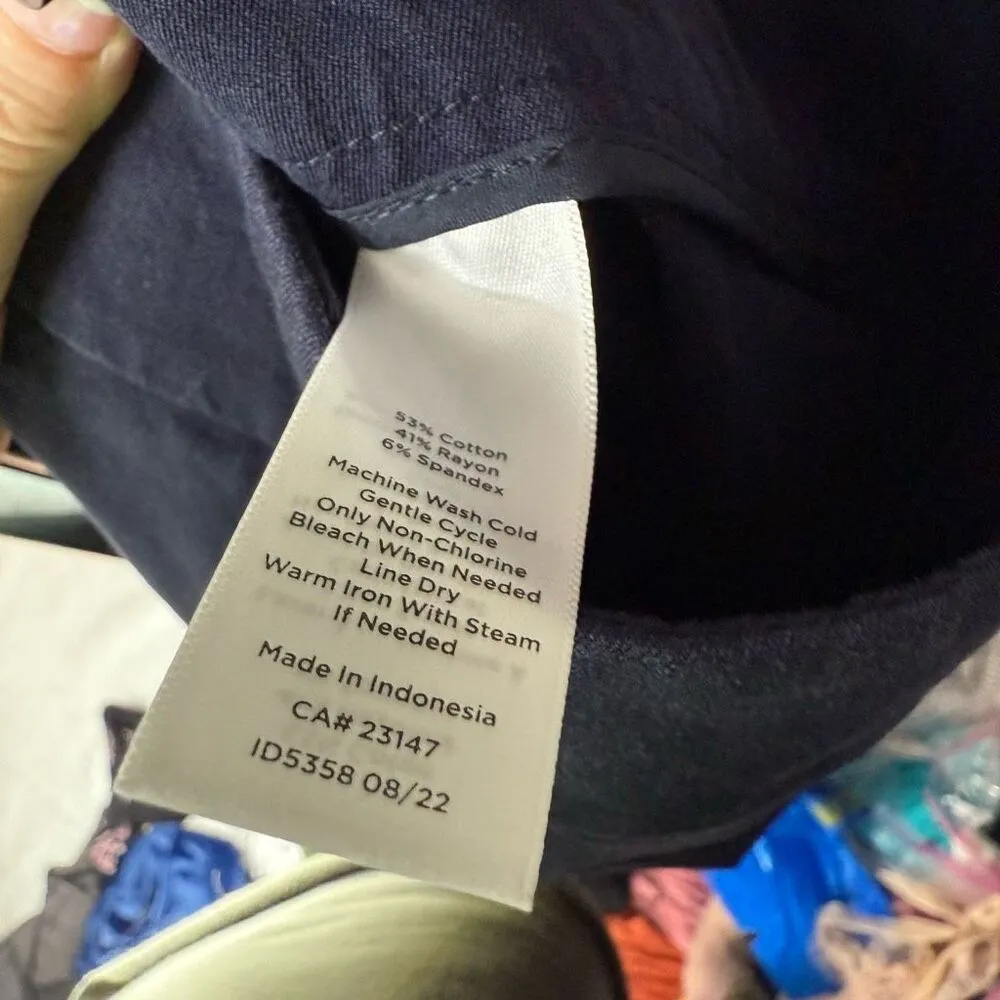 53% Cotton
41% Rayon
6% Spandex
Machine Wash Cold
Gentle Cycle
Only Non-Chlorine
Bleach When Needed
Line Dry
Warm Iron With Steam
If Needed
Made In Indonesia
CA# 23147
ID5358 08/22